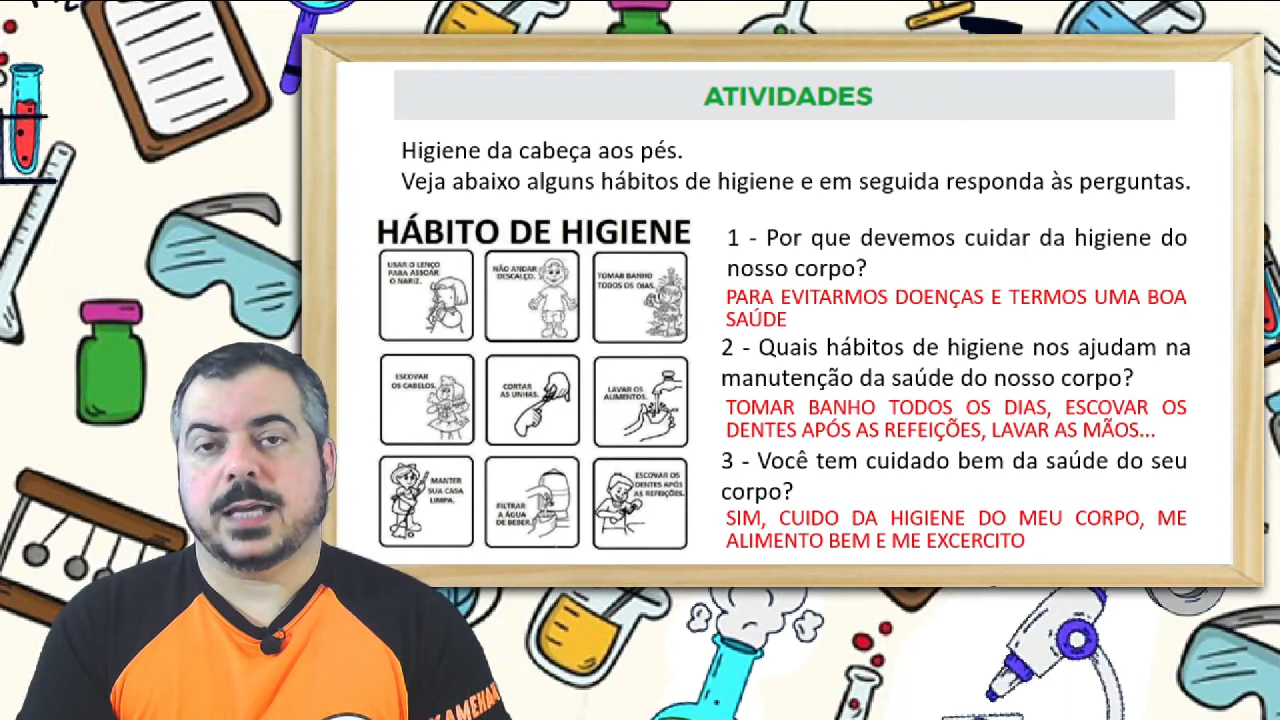 ATIVIDADES
Higiene da cabeça aos pés.
Veja abaixo alguns hábitos de higiene e em seguida responda às perguntas.
HÁBITO DE HIGIENE
USAR O LENÇO
PARA ASSOAR
O NARIZ.
NÃO ANDAR
DESCALÇO.
TOMAR BANHO
TODOS OS DIAS.
ESCOVAR
OS CABELOS.
CORTAR
AS UNHAS.
LAVAR OS
ALIMENTOS.
MANTER
SUA CASA
LIMPA.
FILTRAR
A ÁGUA
DE BEBER.
ESCOVAR OS
DENTES APÓS
AS REFEIÇÕES.
1 - Por que devemos cuidar da higiene do
nosso corpo?
PARA EVITARMOS DOENÇAS E TERMOS UMA BOA
SAÚDE
2 - Quais hábitos de higiene nos ajudam na
manutenção da saúde do nosso corpo?
TOMAR BANHO TODOS OS DIAS, ESCOVAR OS
DENTES APÓS AS REFEIÇÕES, LAVAR AS MÃOS...
3 - Você tem cuidado bem da saúde do seu
corpo?
SIM, CUIDO DA HIGIENE DO MEU CORPO, ME
ALIMENTO BEM E ME EXCERCITO